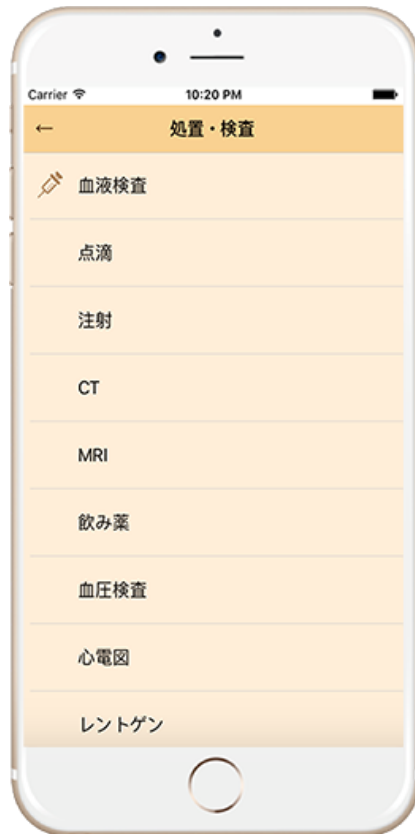 Carrier 10:20 PM
← 処置・検査
血液検査
点滴
注射
CT
MRI
飲み薬
血圧検査
心電図
レントゲン